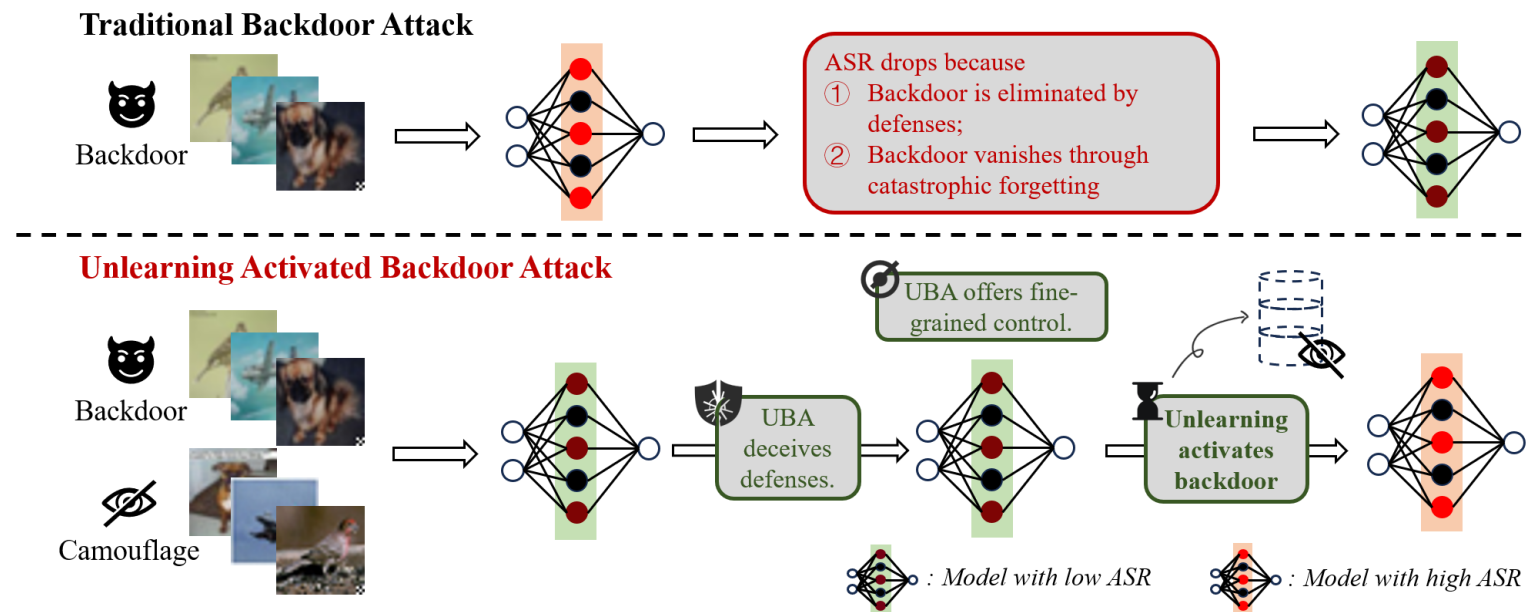 Traditional Backdoor Attack
Backdoor
ASR drops because
① Backdoor is eliminated by
defenses;
② Backdoor vanishes through
catastrophic forgetting
Unlearning Activated Backdoor Attack
Backdoor
Camouflage
UBA
deceives
defenses.
UBA offers fine-
grained control.
Unlearning
activates
backdoor
: Model with low ASR
: Model with high ASR